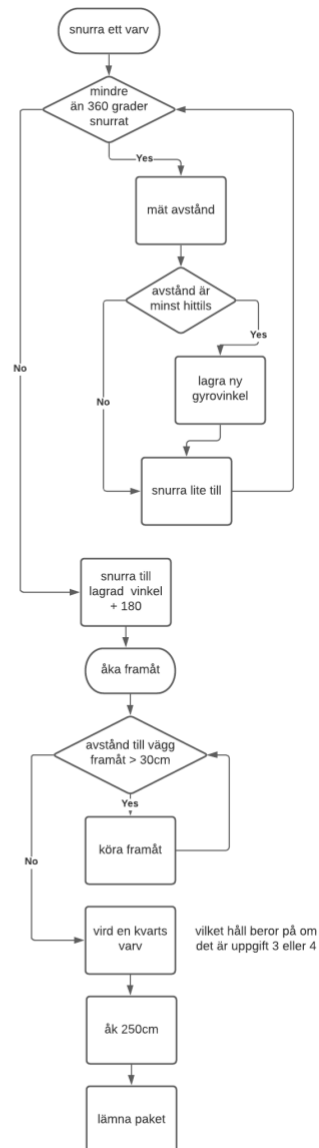 snurra ett varv
mindre
än 360 grader
snurrat
Yes
mät avstånd
avstånd är
minst hittils
Yes
No
lagra ny
gyrovinkel
No
snurra lite till
snurra till
lagrad vinkel
+ 180
åka framåt
avstånd till vägg
framåt > 30cm
Yes
köra framåt
No
vird en kvarts
varv
vilket håll beror på om
det är uppgift 3 eller 4
åk 250cm
lämna paket